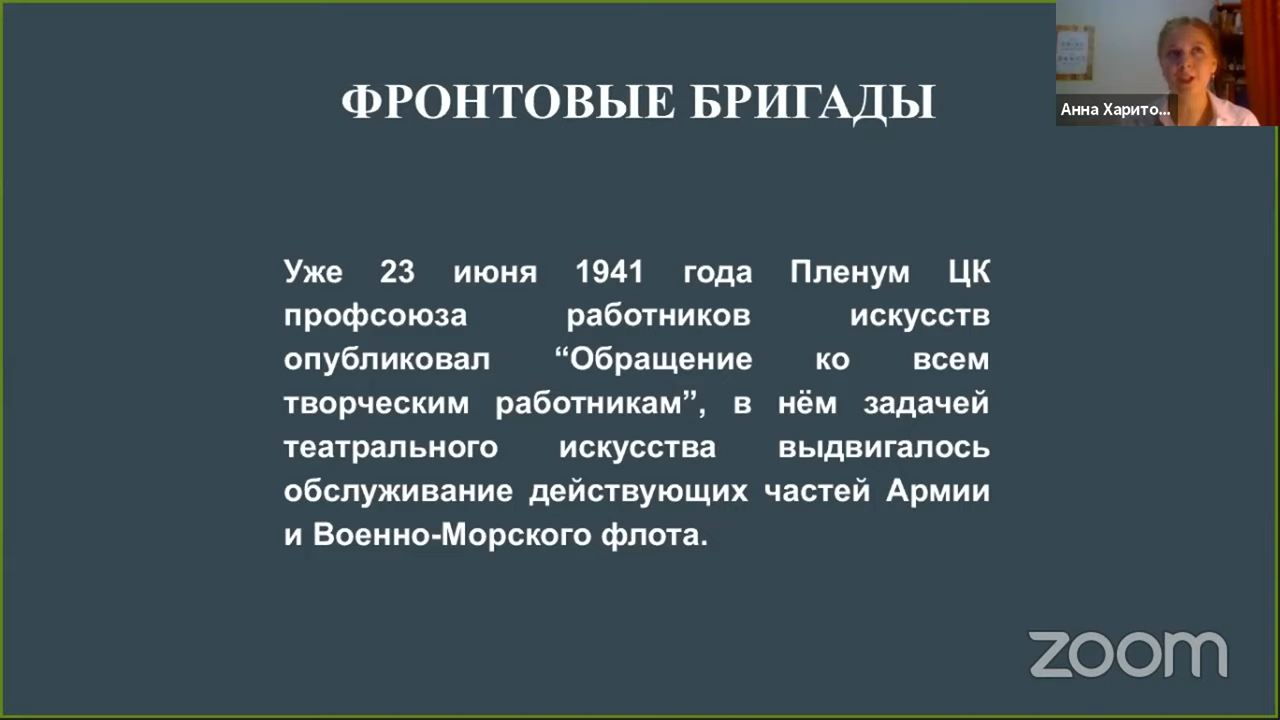 ФРОНТОВЫЕ БРИГАДЫ
Анна Харито...
Уже 23 июня 1941 года Пленум ЦК
профсоюза работников искусств
опубликовал “Обращение ко всем
творческим работникам”, в нём задачей
театрального искусства выдвигалось
обслуживание действующих частей Армии
и Военно-Морского флота.
zoom